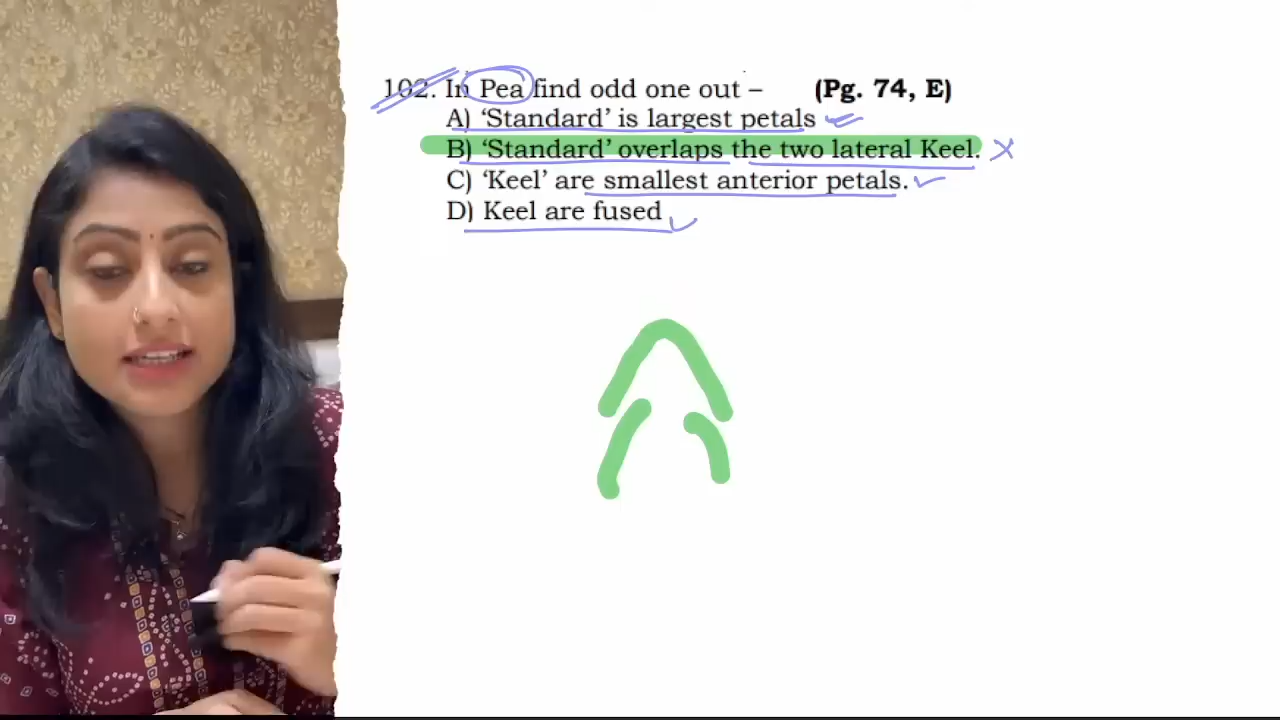 102. In Pea find odd one out – (Pg. 74, E)
A) ‘Standard’ is largest petals
B) ‘Standard’ overlaps the two lateral Keel.
C) ‘Keel’ are smallest anterior petals.
D) Keel are fused